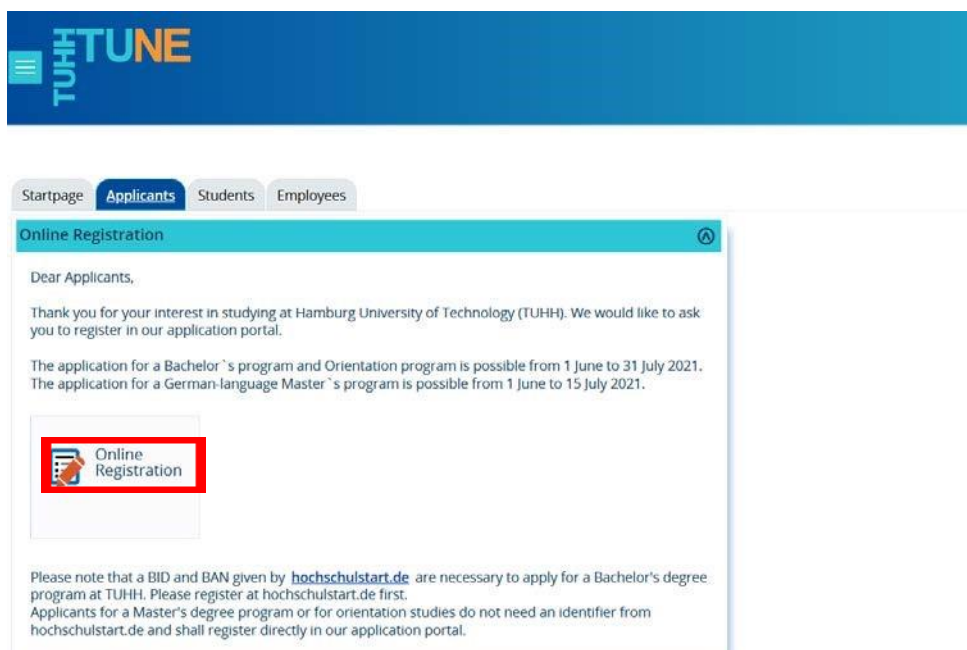 TUHH
TUNE
Startpage Applicants Students Employees
Online Registration
Dear Applicants,
Thank you for your interest in studying at Hamburg University of Technology (TUHH). We would like to ask
you to register in our application portal.
The application for a Bachelor`s program and Orientation program is possible from 1 June to 31 July 2021.
The application for a German-language Master`s program is possible from 1 June to 15 July 2021.
Online
Registration
Please note that a BID and BAN given by hochschulstart.de are necessary to apply for a Bachelor's degree
program at TUHH. Please register at hochschulstart.de first.
Applicants for a Master's degree program or for orientation studies do not need an identifier from
hochschulstart.de and shall register directly in our application portal.